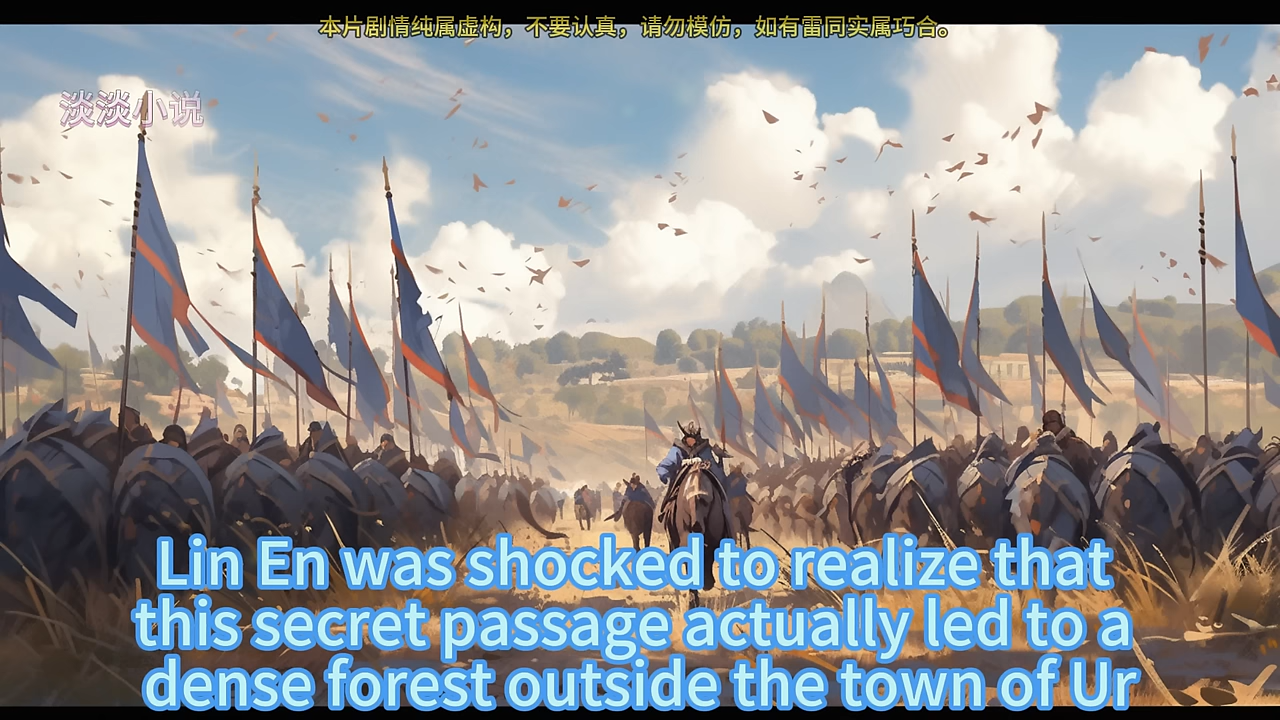 本片剧情纯属虚构，不要认真，请勿模仿，如有雷同实属巧合。
淡淡小说
Lin En was shocked to realize that
this secret passage actually led to a
dense forest outside the town of Ur